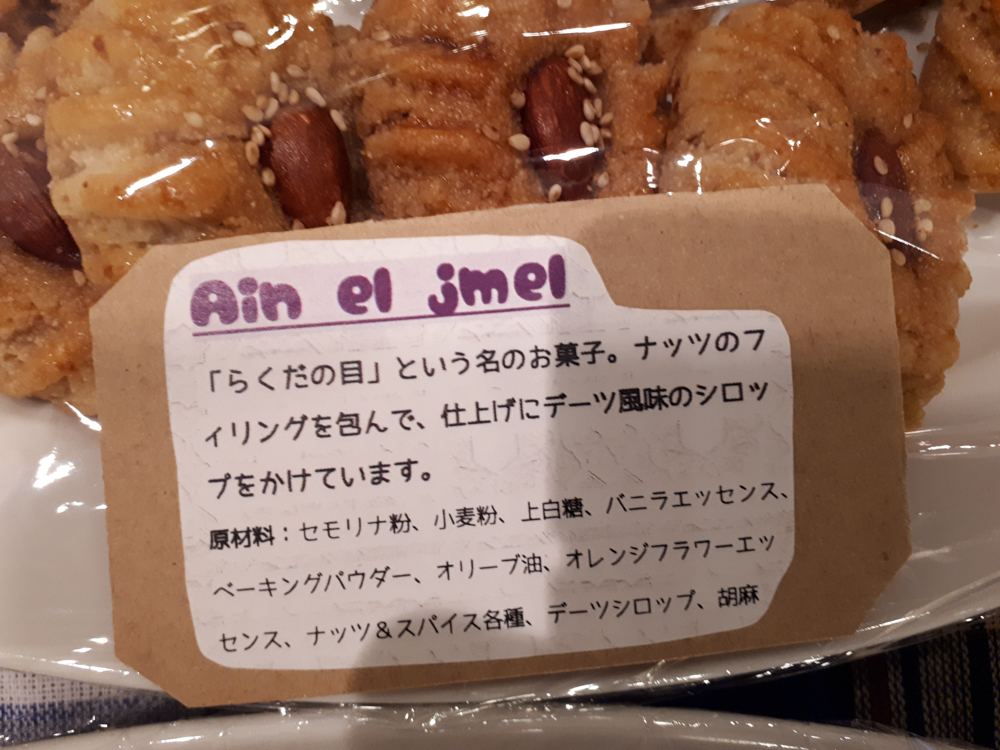 Ain el jmel
「らくだの目」という名のお菓子。ナッツのフ
ィリングを包んで、仕上げにデーツ風味のシロッ
プをかけています。
原材料：セモリナ粉、小麦粉、上白糖、バニラエッセンス、
ベーキングパウダー、オリーブ油、オレンジフラワーエッ
センス、ナッツ＆スパイス各種、デーツシロップ、胡麻